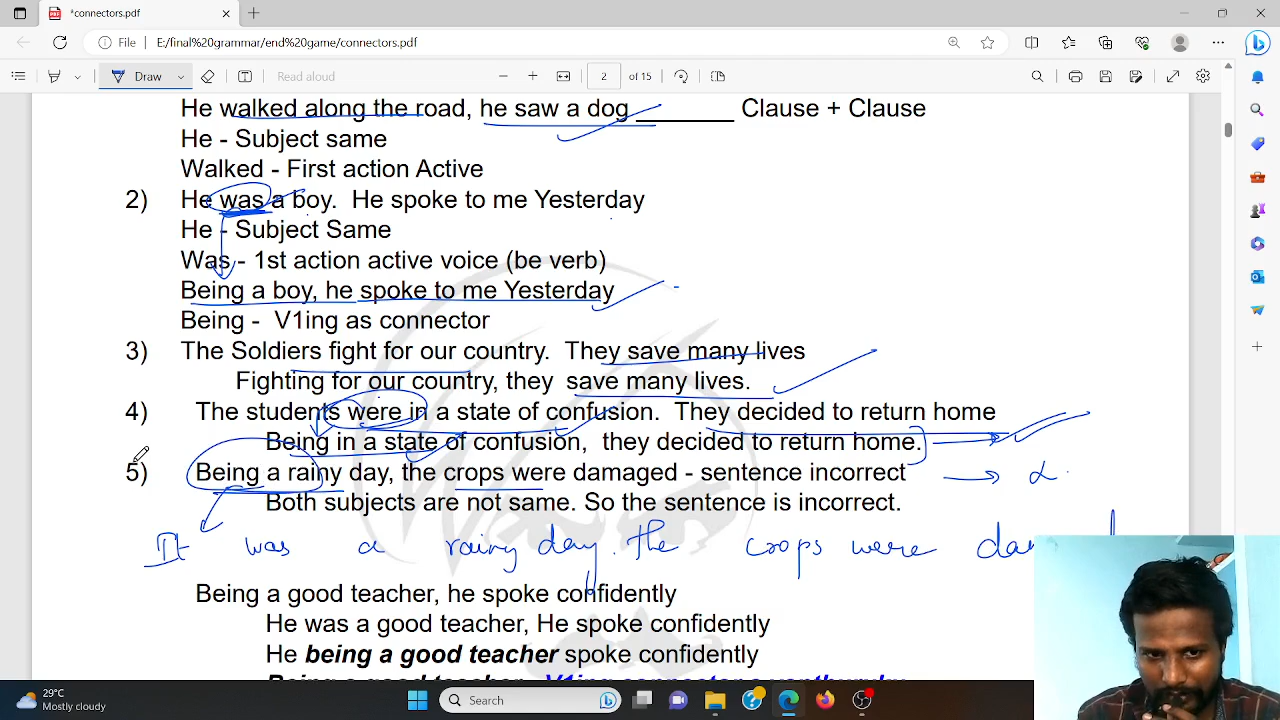 *connectors.pdf
File E:/final%20grammar/end%20game/connectors.pdf
Draw Read aloud 2 of 15
He walked along the road, he saw a dog ________ Clause + Clause
He - Subject same
Walked - First action Active
2) He was a boy. He spoke to me Yesterday
He - Subject Same
Was - 1st action active voice (be verb)
Being a boy, he spoke to me Yesterday
Being - V1ing as connector
3) The Soldiers fight for our country. They save many lives
Fighting for our country, they save many lives.
4) The students were in a state of confusion. They decided to return home
Being in a state of confusion, they decided to return home.
5) Being a rainy day, the crops were damaged - sentence incorrect
Both subjects are not same. So the sentence is incorrect.
It was a rainy day. The crops were
Being a good teacher, he spoke confidently
He was a good teacher, He spoke confidently
He being a good teacher spoke confidently
29°C
Mostly cloudy
Search